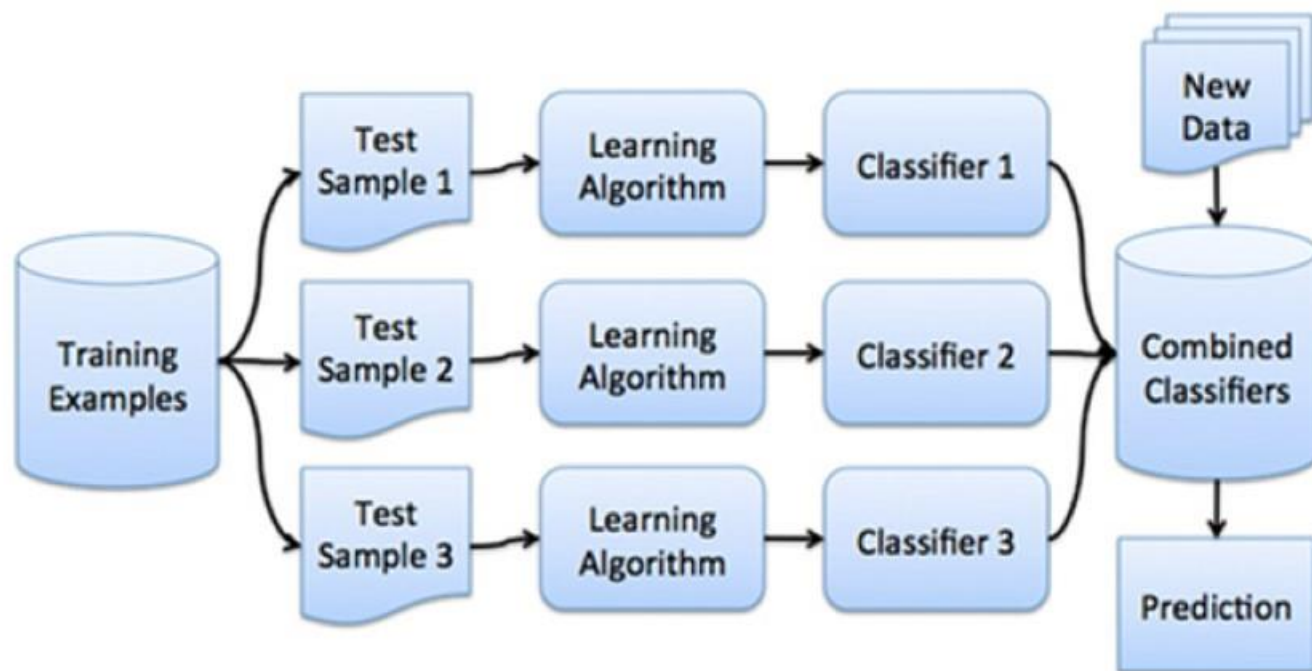 Training
Examples
Test
Sample 1
Learning
Algorithm
Classifier 1
Test
Sample 2
Learning
Algorithm
Classifier 2
Test
Sample 3
Learning
Algorithm
Classifier 3
New
Data
Combined
Classifiers
Prediction